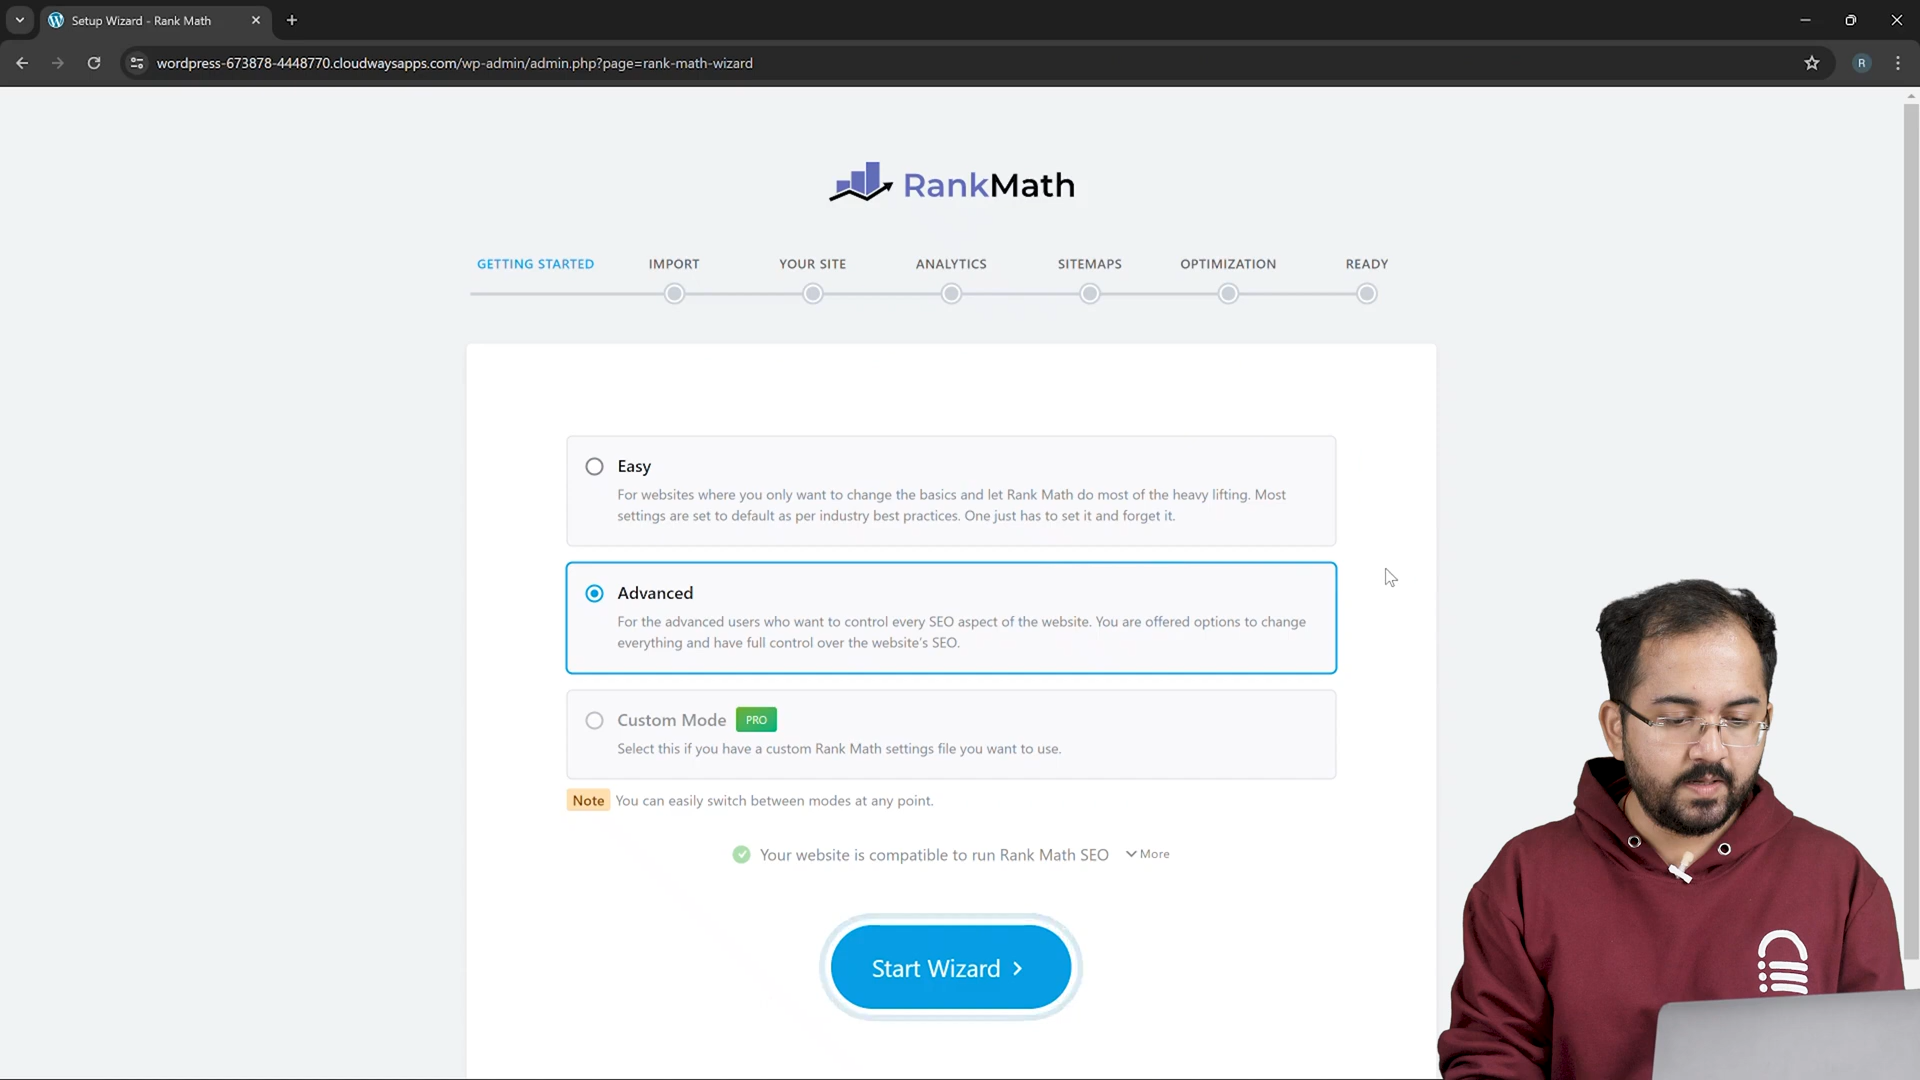 Setup Wizard - Rank Math
wordpress-673878-4448770.cloudwaysapps.com/wp-admin/admin.php?page=rank-math-wizard
R
RankMath
GETTING STARTED
IMPORT
YOUR SITE
ANALYTICS
SITEMAPS
OPTIMIZATION
READY
Easy
For websites where you only want to change the basics and let Rank Math do most of the heavy lifting. Most
settings are set to default as per industry best practices. One just has to set it and forget it.
Advanced
For the advanced users who want to control every SEO aspect of the website. You are offered options to change
everything and have full control over the website's SEO.
Custom Mode PRO
Select this if you have a custom Rank Math settings file you want to use.
Note You can easily switch between modes at any point.
Your website is compatible to run Rank Math SEO More
Start Wizard